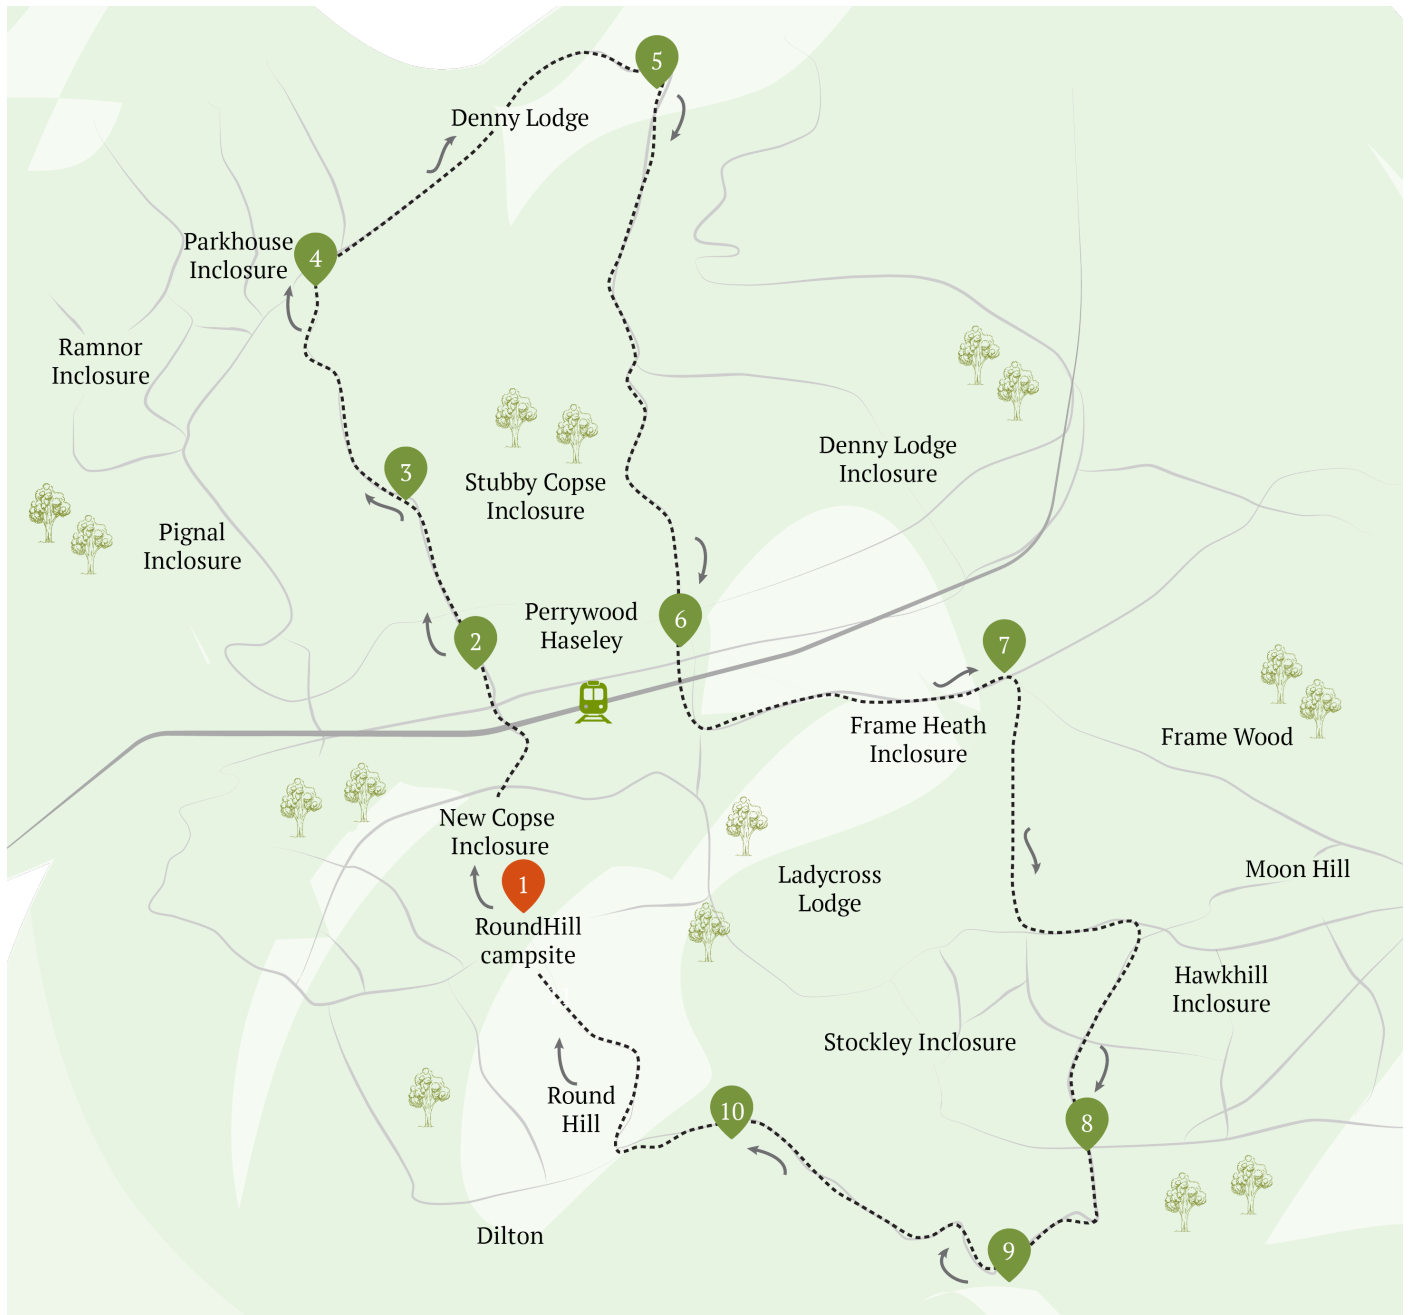 5
Denny Lodge
Parkhouse
Inclosure
4
Ramnor
Inclosure
3
Stubby Copse
Inclosure
Denny Lodge
Inclosure
Pignal
Inclosure
Perrywood
Haseley
6
2
7
Frame Heath
Inclosure
Frame Wood
New Copse
Inclosure
1
RoundHill
campsite
Ladycross
Lodge
Moon Hill
Hawkhill
Inclosure
Stockley Inclosure
Round
Hill
10
8
Dilton
9